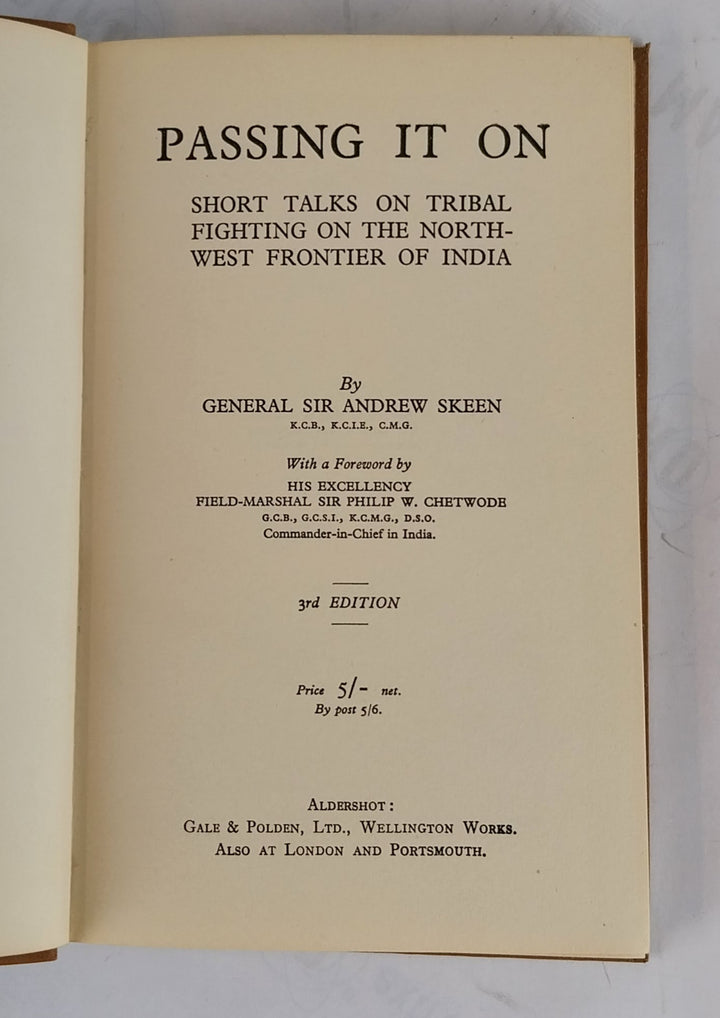 PASSING IT ON
SHORT TALKS ON TRIBAL
FIGHTING ON THE NORTH-
WEST FRONTIER OF INDIA
By
GENERAL SIR ANDREW SKEEN
K.C.B., K.C.I.E., C.M.G.
With a Foreword by
HIS EXCELLENCY
FIELD-MARSHAL SIR PHILIP W. CHETWODE
G.C.B., G.C.S.I., K.C.M.G., D.S.O.
Commander-in-Chief in India.
3rd EDITION
Price 5/- net.
By post 5/6.
ALDERSHOT:
GALE & POLDEN, LTD., WELLINGTON WORKS.
ALSO AT LONDON AND PORTSMOUTH.